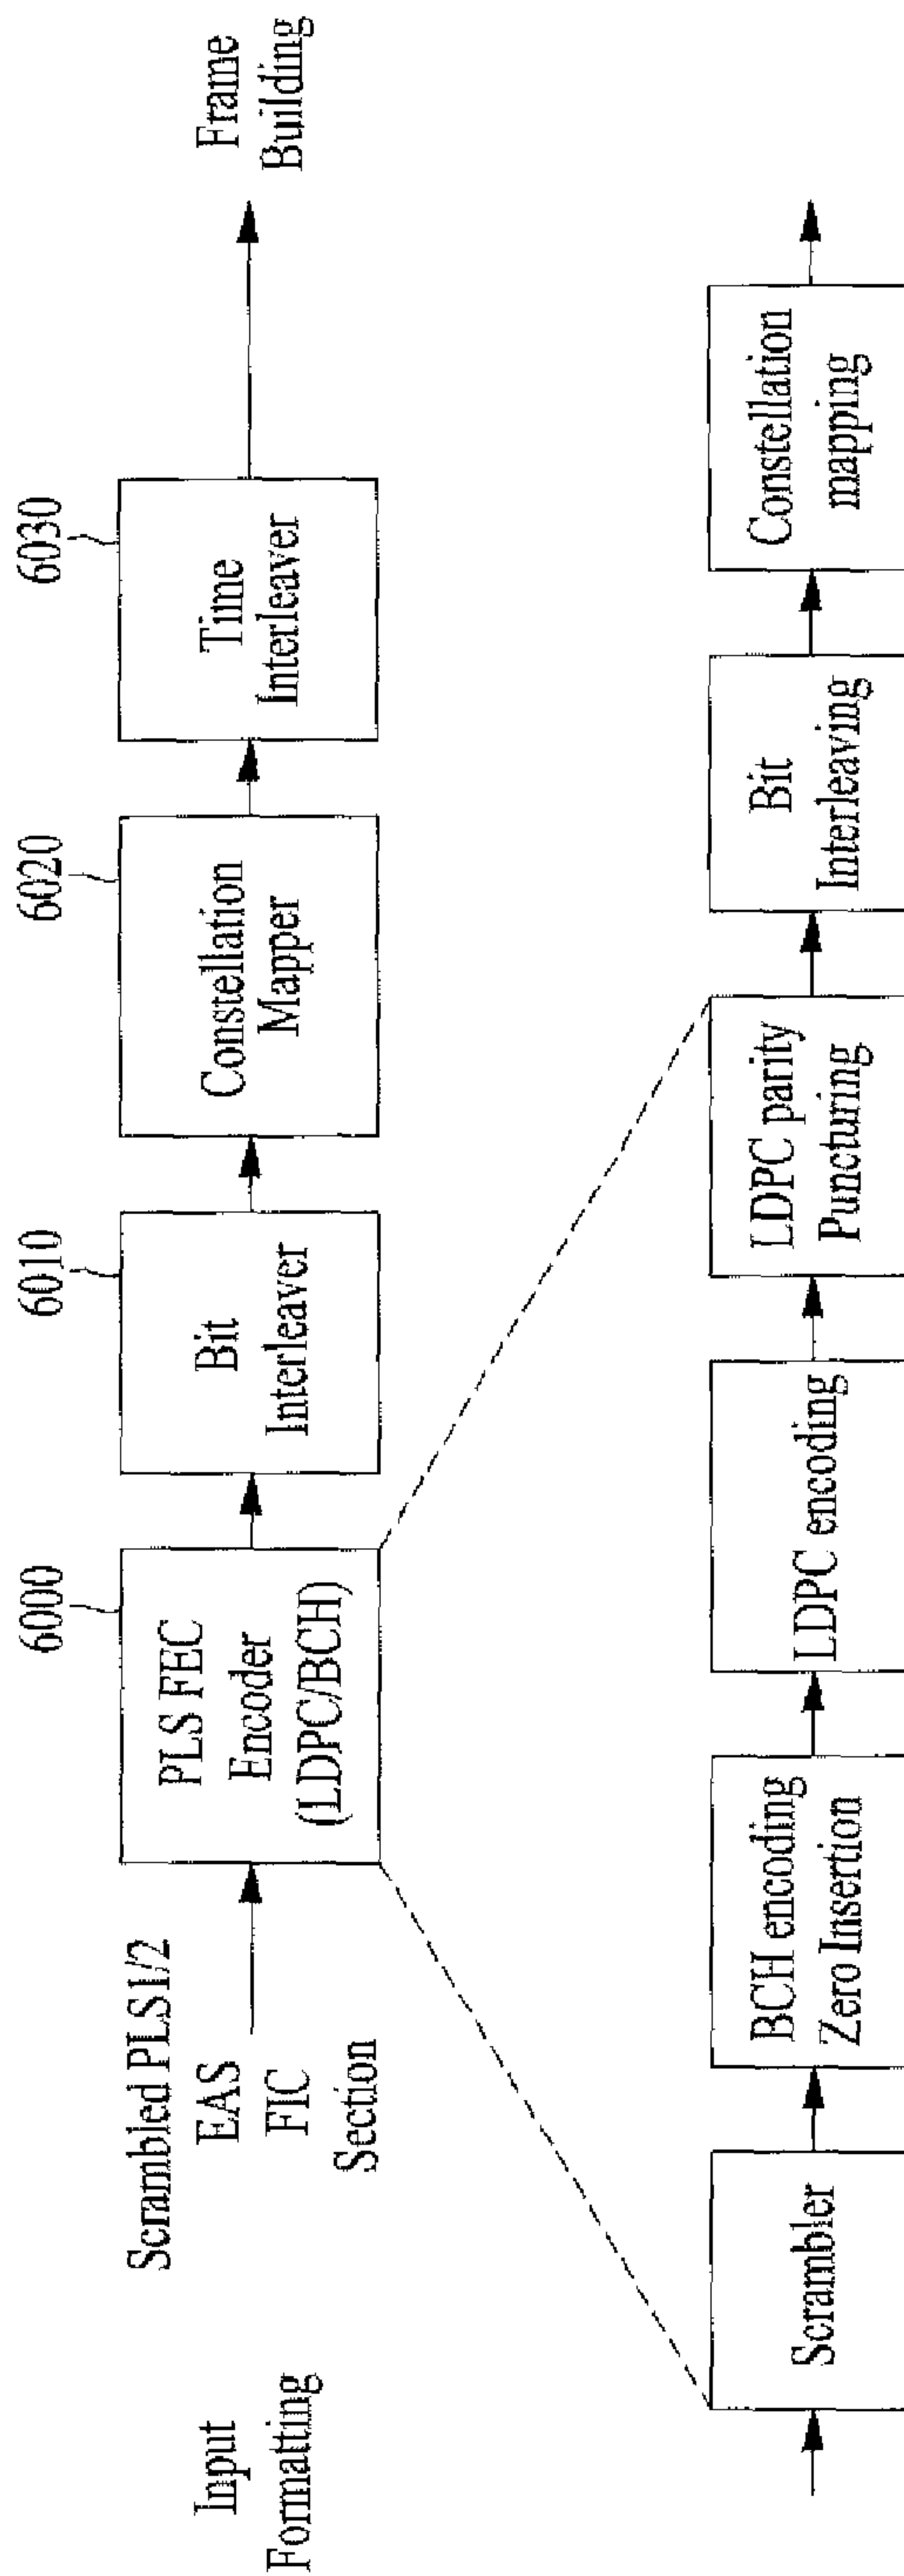 Input
Formatting
Scrambled PLS1/2
EAS
FIC
Section
6000
PLS FEC
Encoder
(LDPC/BCH)
6010
Bit
Interleaver
6020
Constellation
Mapper
6030
Time
Interleaver
Frame
Building
Scrambler
BCH encoding
Zero Insertion
LDPC encoding
LDPC parity
Puncturing
Bit
Interleaving
Constellation
mapping